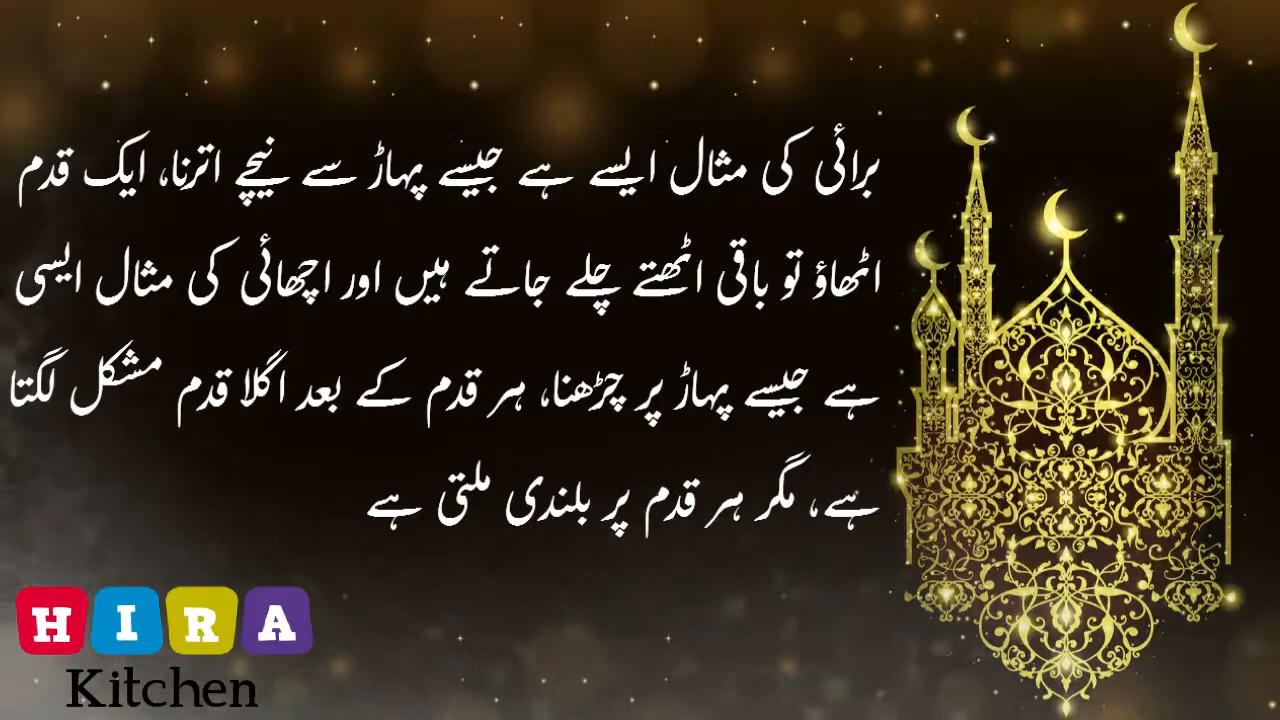 برائی کی مثال ایسے ہے جیسے پہاڑ سے نیچے اترنا، ایک قدم
اٹھاؤ تو باقی اٹھتے چلے جاتے ہیں اور اچھائی کی مثال ایسی
ہے جیسے پہاڑ پر چڑھنا، ہر قدم کے بعد اگلا قدم مشکل لگتا
ہے، مگر ہر قدم پر بلندی ملتی ہے
HIRA
Kitchen